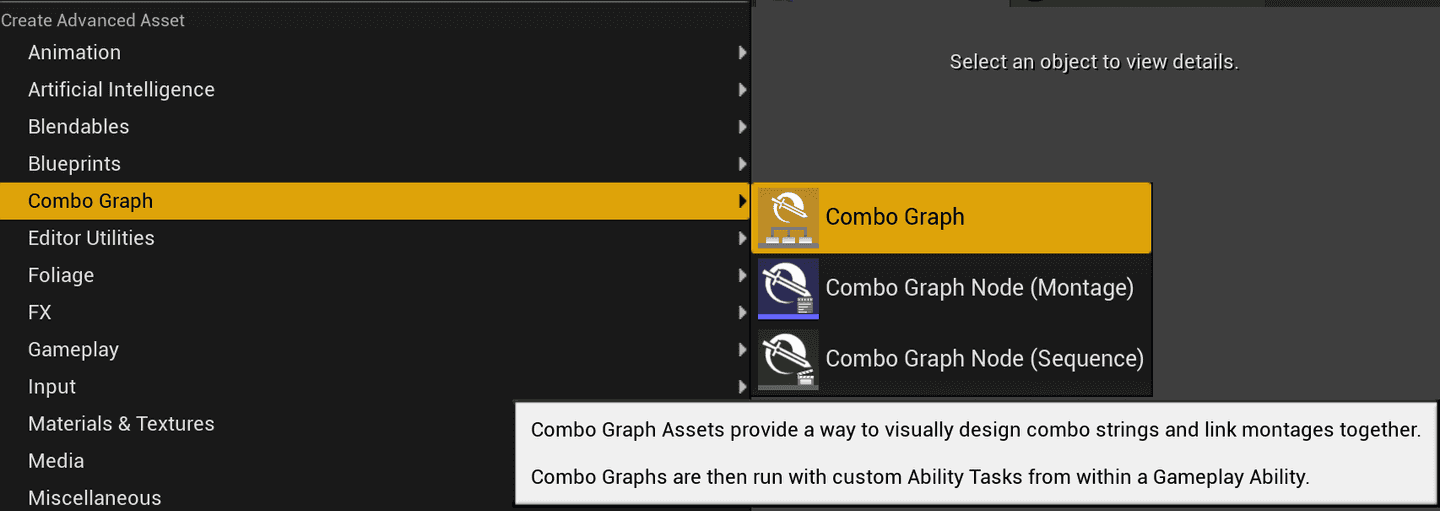 Create Advanced Asset
Animation
Artificial Intelligence
Blendables
Blueprints
Combo Graph
Editor Utilities
Foliage
FX
Gameplay
Input
Materials & Textures
Media
Miscellaneous
Select an object to view details.
Combo Graph
Combo Graph Node (Montage)
Combo Graph Node (Sequence)
Combo Graph Assets provide a way to visually design combo strings and link montages together.
Combo Graphs are then run with custom Ability Tasks from within a Gameplay Ability.